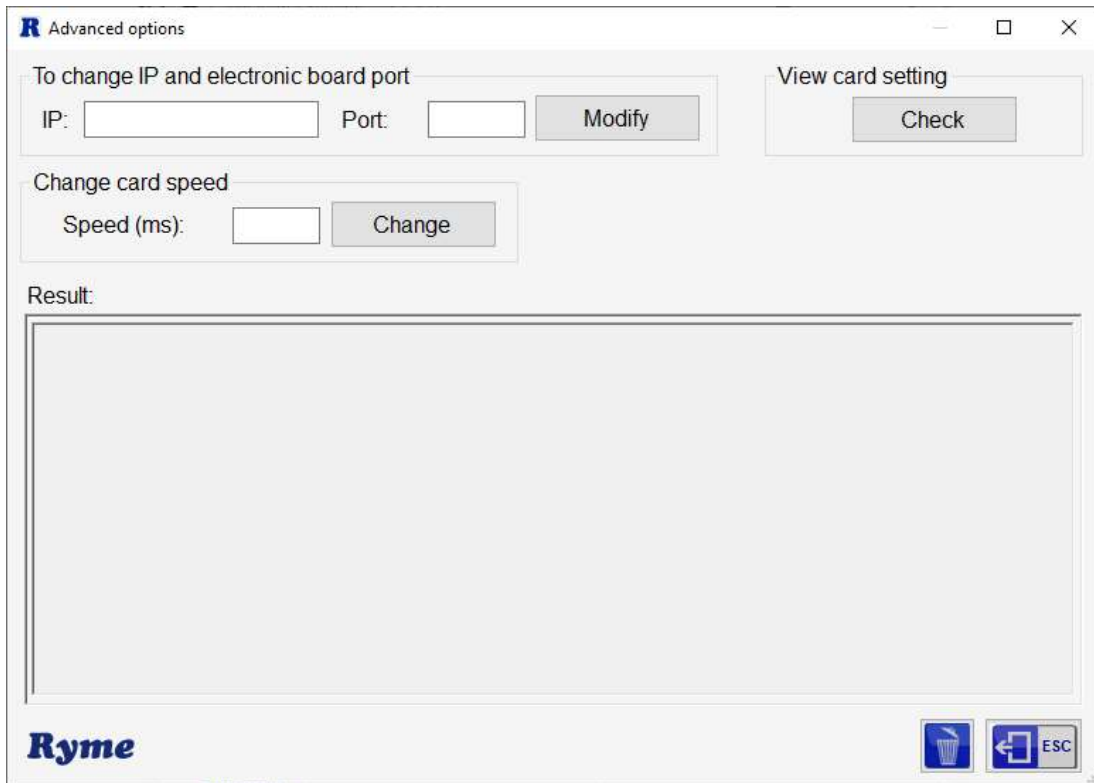 R Advanced options
To change IP and electronic board port
View card setting
IP:
Port:
Modify
Check
Change card speed
Speed (ms):
Change
Result:
Ryme
ESC